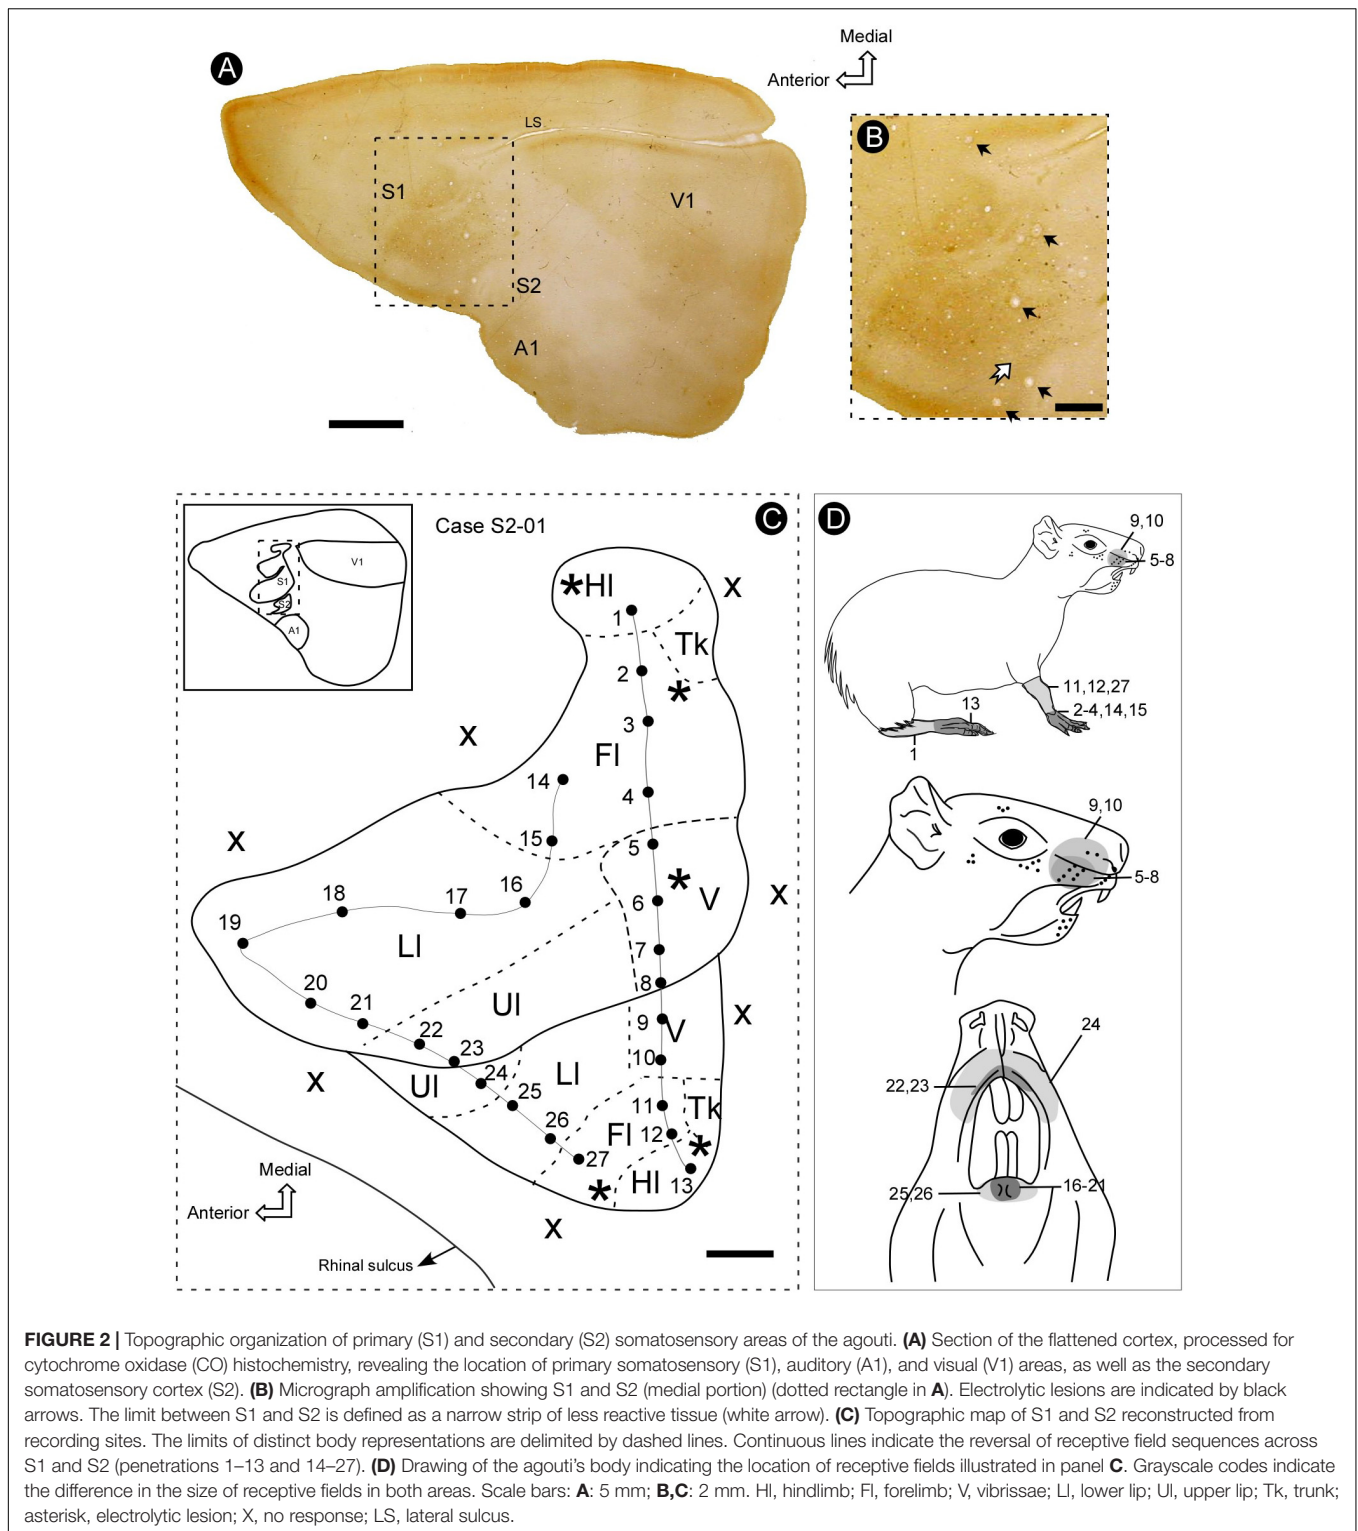 A
Medial
Anterior
LS
S1
V1
S2
A1
B
Case S2-01
C
V1
S1
S2
A1
*HI
X
1
Tk
2
*
3
X
FI
14
4
X
15
5
*
16
6
V
X
18
17
19
LI
7
20
8
21
UI
22
9
V
X
23
10
X
24
LI
UI
25
11
Tk
26
FI
12
*
27
*
HI
13
X
Medial
Anterior
Rhinal sulcus
D
9,10
5-8
11,12,27
13
2-4,14,15
1
9,10
5-8
24
22,23
25,26
16-21
FIGURE 2 | Topographic organization of primary (S1) and secondary (S2) somatosensory areas of the agouti. (A) Section of the flattened cortex, processed for
cytochrome oxidase (CO) histochemistry, revealing the location of primary somatosensory (S1), auditory (A1), and visual (V1) areas, as well as the secondary
somatosensory cortex (S2). (B) Micrograph amplification showing S1 and S2 (medial portion) (dotted rectangle in A). Electrolytic lesions are indicated by black
arrows. The limit between S1 and S2 is defined as a narrow strip of less reactive tissue (white arrow). (C) Topographic map of S1 and S2 reconstructed from
recording sites. The limits of distinct body representations are delimited by dashed lines. Continuous lines indicate the reversal of receptive field sequences across
S1 and S2 (penetrations 1–13 and 14–27). (D) Drawing of the agouti's body indicating the location of receptive fields illustrated in panel C. Grayscale codes indicate
the difference in the size of receptive fields in both areas. Scale bars: A: 5 mm; B,C: 2 mm. HI, hindlimb; FI, forelimb; V, vibrissae; LI, lower lip; UI, upper lip; Tk, trunk;
asterisk, electrolytic lesion; X, no response; LS, lateral sulcus.